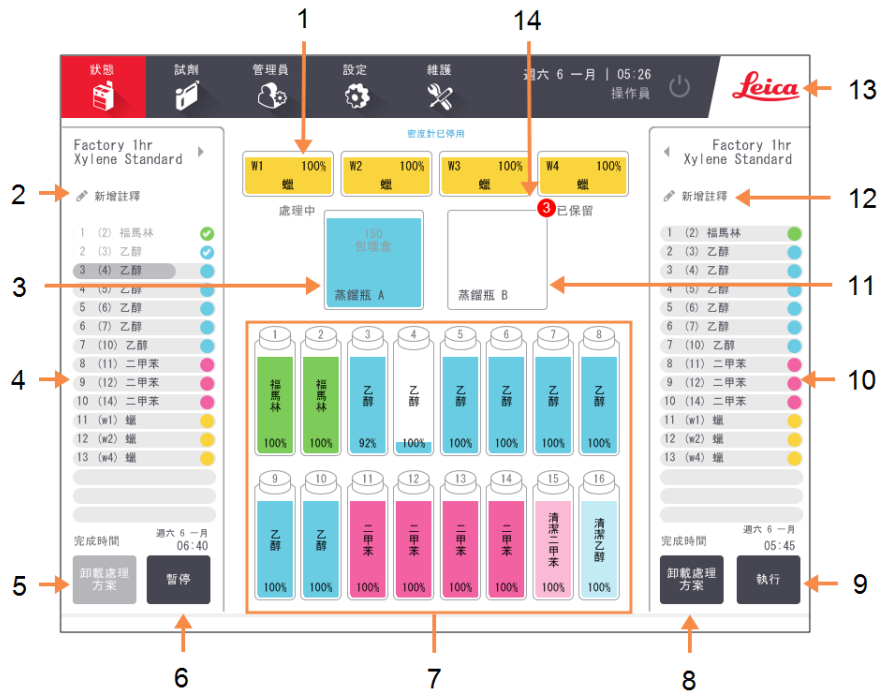 1
14
狀態
試劑
管理員
設定
維護
週六 6 一月 | 05:26
操作員
Leica
13
密度計已停用
Factory 1hr
Xylene Standard
2
新增註釋
W1 100%
蠟
W2 100%
蠟
W3 100%
蠟
W4 100%
蠟
處理中
3 已保留
150
包埋盒
蒸餾瓶 A
蒸餾瓶 B
3
11
1 (2) 福馬林
2 (3) 乙醇
3 (4) 乙醇
4 (5) 乙醇
5 (6) 乙醇
6 (7) 乙醇
7 (10) 乙醇
8 (11) 二甲苯
9 (12) 二甲苯
10 (14) 二甲苯
11 (w1) 蠟
12 (w2) 蠟
13 (w4) 蠟
4
完成時間
週六 6 一月
06:40
卸載處理
方案
暫停
5
6
1
福馬林
100%
2
福馬林
100%
3
乙醇
92%
4
乙醇
100%
5
乙醇
100%
6
乙醇
100%
7
乙醇
100%
8
乙醇
100%
9
乙醇
100%
10
乙醇
100%
11
二甲苯
100%
12
二甲苯
100%
13
二甲苯
100%
14
二甲苯
100%
15
清潔二甲苯
100%
16
清潔乙醇
100%
7
Factory 1hr
Xylene Standard
新增註釋
12
1 (2) 福馬林
2 (3) 乙醇
3 (4) 乙醇
4 (5) 乙醇
5 (6) 乙醇
6 (7) 乙醇
7 (10) 乙醇
8 (11) 二甲苯
9 (12) 二甲苯
10 (14) 二甲苯
11 (w1) 蠟
12 (w2) 蠟
13 (w4) 蠟
10
完成時間
週六 6 一月
05:45
卸載處理
方案
執行
9
8